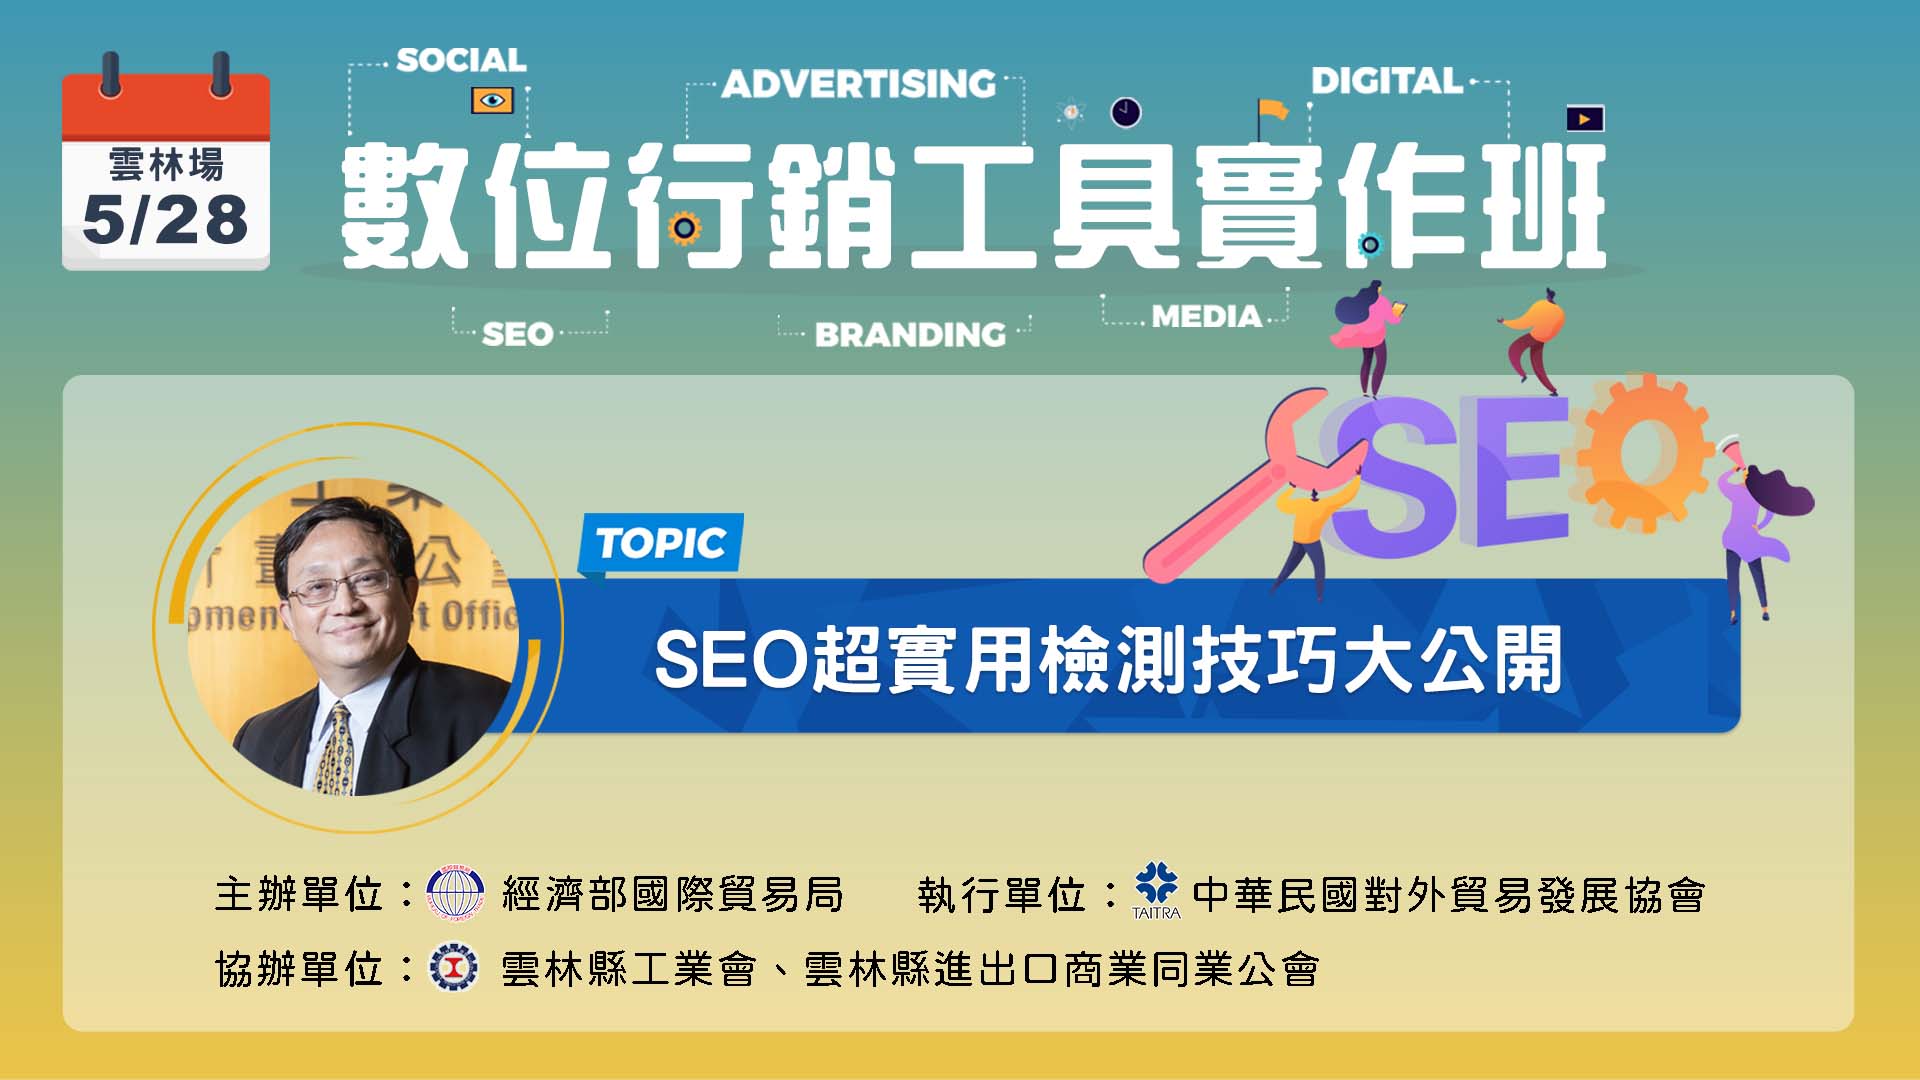 SOCIAL
ADVERTISING
DIGITAL
雲林場
5/28
數位行銷工具實作班
SEO
BRANDING
MEDIA
SEO
TOPIC
SEO超實用檢測技巧大公開
主辦單位：經濟部國際貿易局
執行單位：TAITRA 中華民國對外貿易發展協會
協辦單位：雲林縣工業會、雲林縣進出口商業同業公會